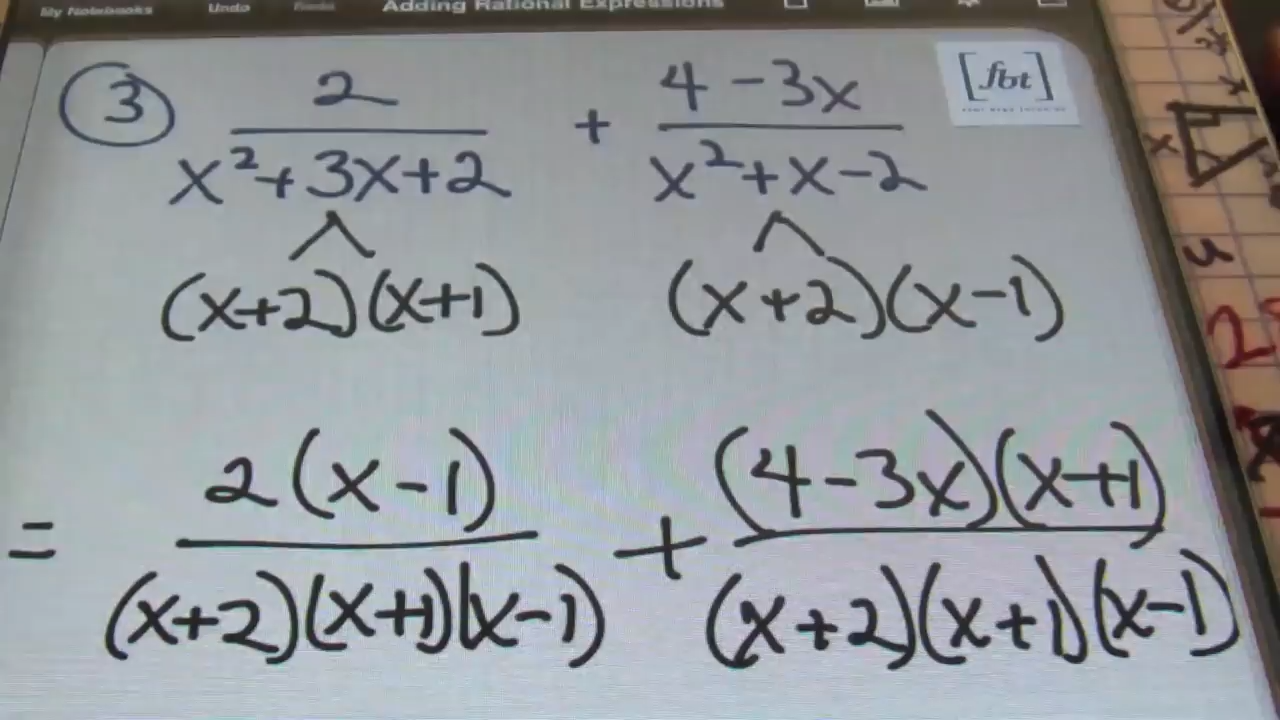 My Notebooks Undo Adding Rational Expressions
③ 2 + 4-3x [fbt]
x²+3x+2 x²+x-2
(x+2)(x+1) (x+2)(x-1)
= 2(x-1) + (4-3x)(x+1)
(x+2)(x+1)(x-1) (x+2)(x+1)(x-1)